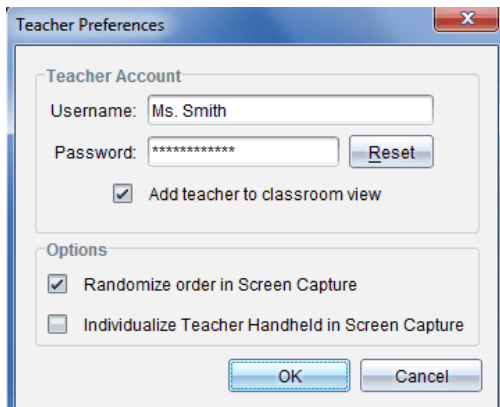 Teacher Preferences
Teacher Account
Username: Ms. Smith
Password: ************ Reset
Add teacher to classroom view
Options
Randomize order in Screen Capture
Individualize Teacher Handheld in Screen Capture
OK Cancel